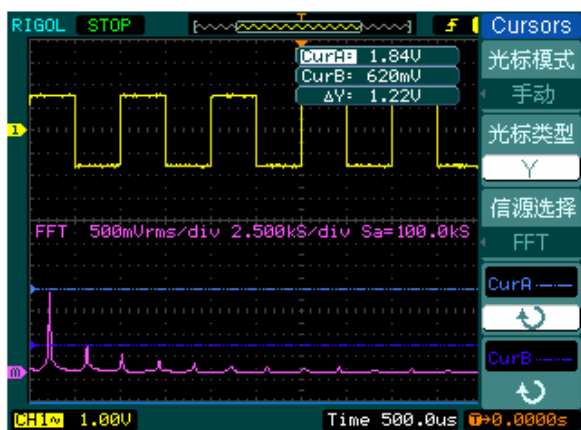 RIGOL STOP
Cursors
CurA: 1.84V
CurB: 620mV
ΔY: 1.22V
光标模式
手动
光标类型
Y
信源选择
FFT
1
FFT 500mVrms/div 2.500kS/div Sa=100.0kS
CurA
CurB
m
CH1~ 1.00V
Time 500.0us
T→0.0000s